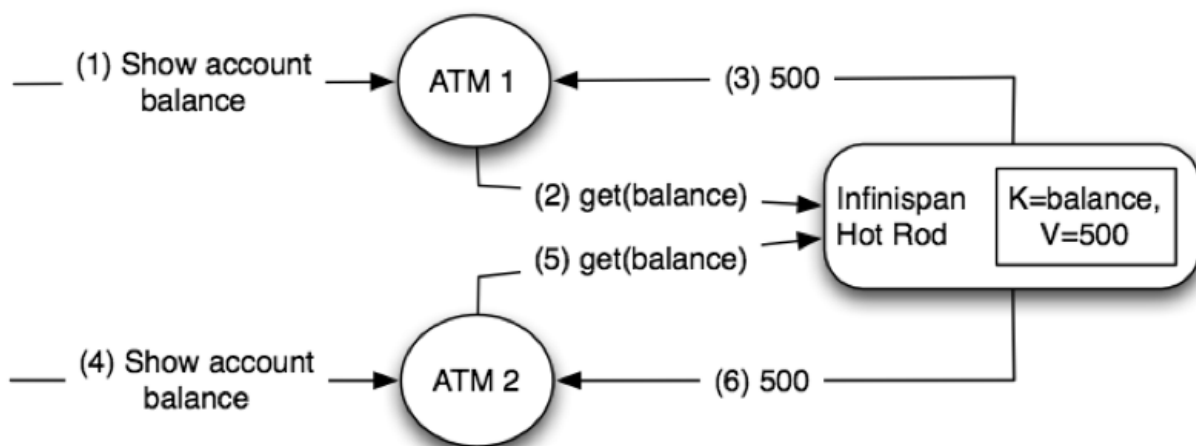 (1) Show account
balance
ATM 1
(3) 500
(2) get(balance)
Infinispan
Hot Rod
K=balance,
V=500
(5) get(balance)
(4) Show account
balance
ATM 2
(6) 500